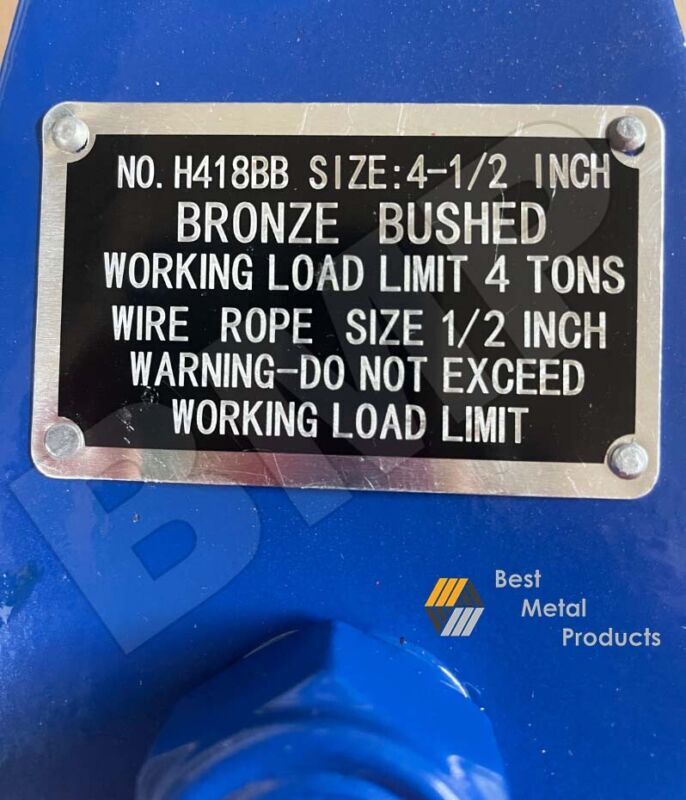 NO. H418BB SIZE:4-1/2 INCH
BRONZE BUSHED
WORKING LOAD LIMIT 4 TONS
WIRE ROPE SIZE 1/2 INCH
WARNING-DO NOT EXCEED
WORKING LOAD LIMIT
BMP
Best
Metal
Products